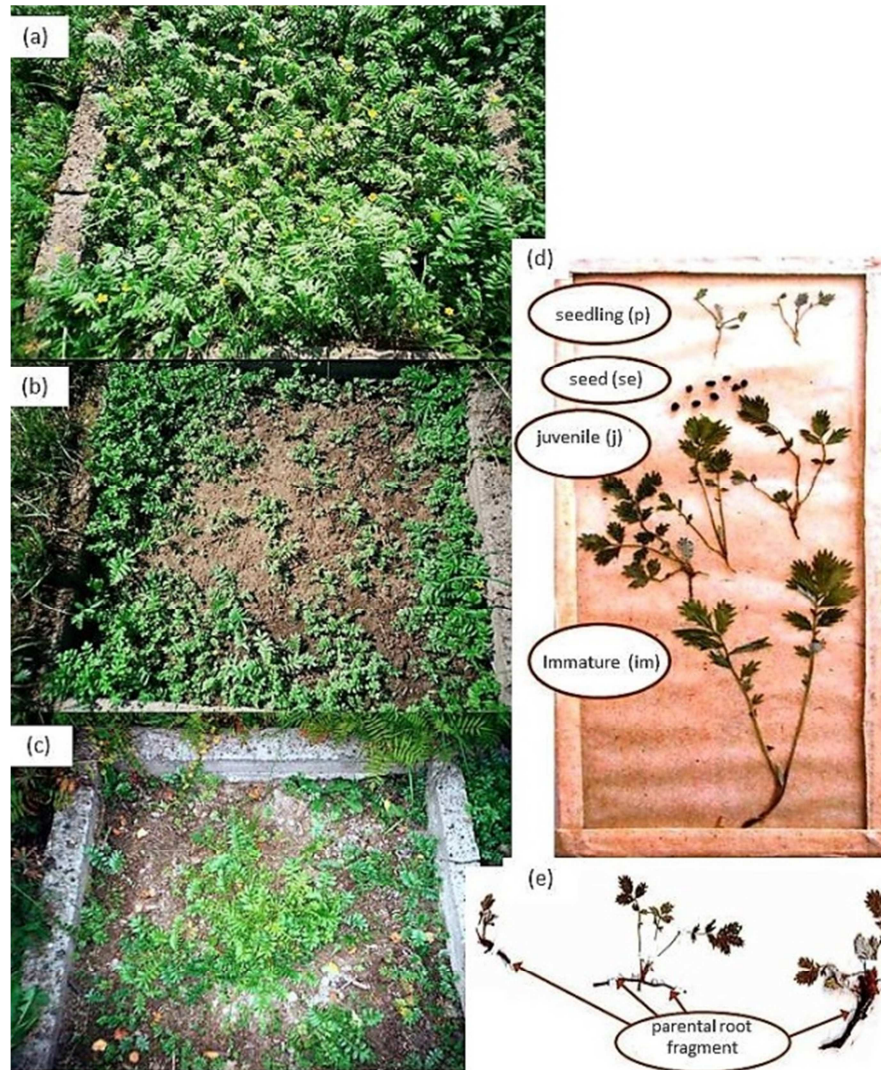 (a)
(b)
(c)
(d)
seedling (p)
seed (se)
juvenile (j)
Immature (im)
(e)
parental root
fragment